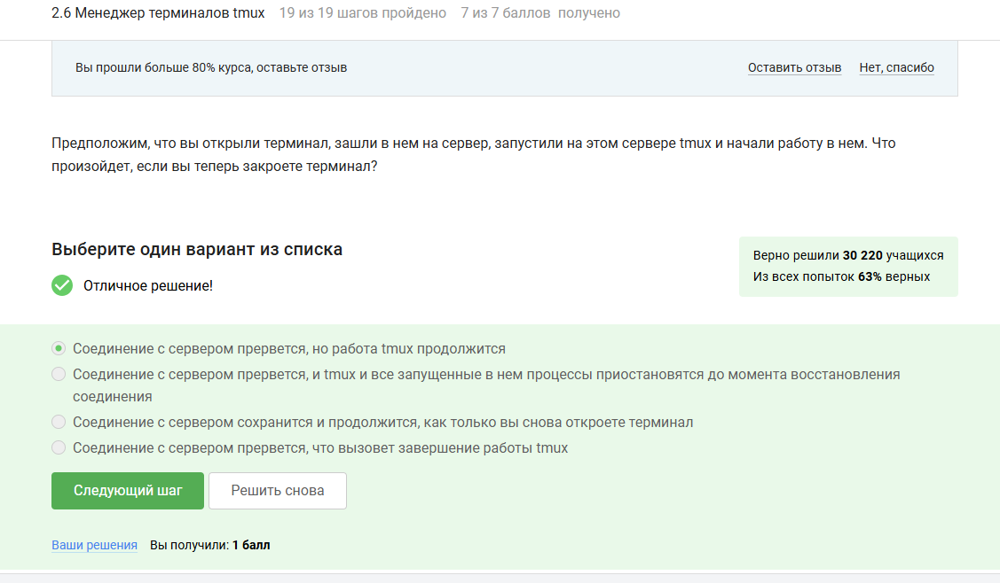 2.6 Менеджер терминалов tmux 19 из 19 шагов пройдено 7 из 7 баллов получено
Вы прошли больше 80% курса, оставьте отзыв Оставить отзыв Нет, спасибо
Предположим, что вы открыли терминал, зашли в нем на сервер, запустили на этом сервере tmux и начали работу в нем. Что
произойдет, если вы теперь закроете терминал?
Выберите один вариант из списка
Отличное решение!
Верно решили 30 220 учащихся
Из всех попыток 63% верных
Соединение с сервером прервется, но работа tmux продолжится
Соединение с сервером прервется, и tmux и все запущенные в нем процессы приостановятся до момента восстановления
соединения
Соединение с сервером сохранится и продолжится, как только вы снова откроете терминал
Соединение с сервером прервется, что вызовет завершение работы tmux
Следующий шаг Решить снова
Ваши решения Вы получили: 1 балл